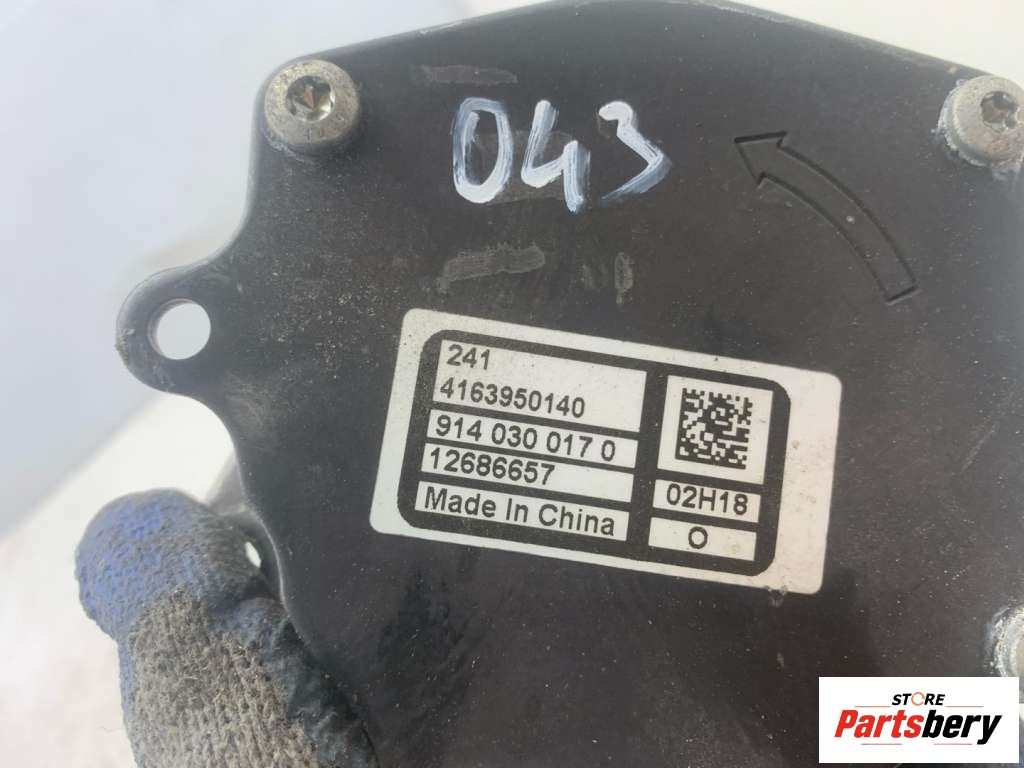 043
241
4163950140
914 030 017 0
12686657
Made In China
02H18
O
STORE
Partsbery